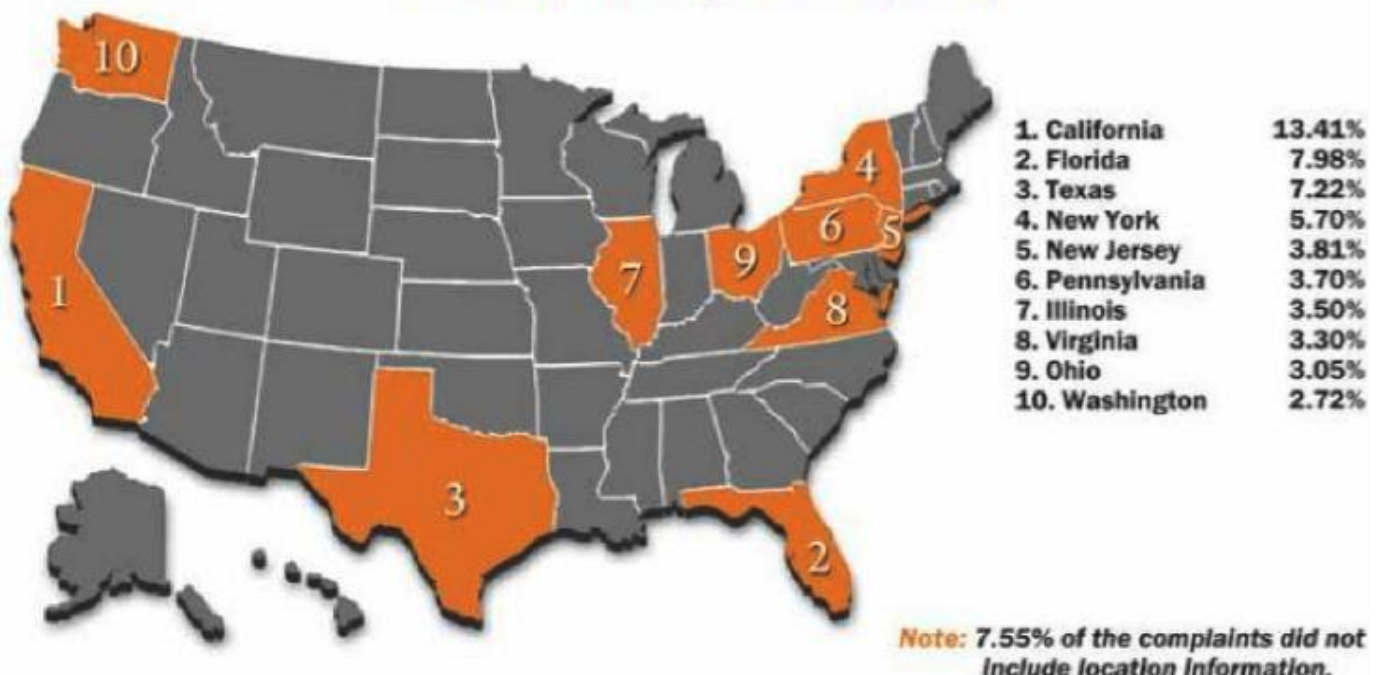 10
4
6
5
9
7
1
8
3
2
1. California 13.41%
2. Florida 7.98%
3. Texas 7.22%
4. New York 5.70%
5. New Jersey 3.81%
6. Pennsylvania 3.70%
7. Illinois 3.50%
8. Virginia 3.30%
9. Ohio 3.05%
10. Washington 2.72%
Note: 7.55% of the complaints did not
include location information.